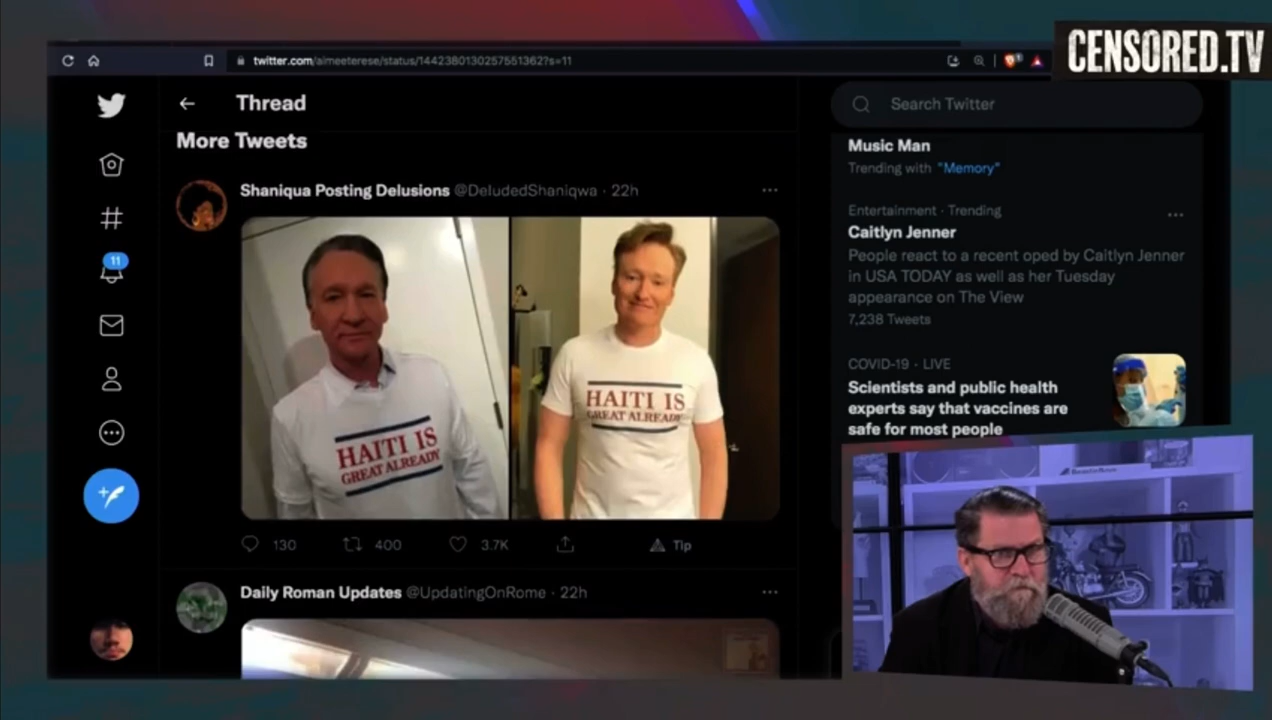 CENSORED.TV
twitter.com/aimeeterese/status/1442380130257551362?s=11
Thread
Search Twitter
More Tweets
Music Man
Trending with "Memory"
Shaniqua Posting Delusions @DeludedShaniqwa · 22h
Entertainment · Trending
Caitlyn Jenner
People react to a recent oped by Caitlyn Jenner
in USA TODAY as well as her Tuesday
appearance on The View
7,238 Tweets
11
HAITI IS
GREAT ALREADY
HAITI IS
GREAT ALREADY
COVID-19 · LIVE
Scientists and public health
experts say that vaccines are
safe for most people
130
400
3.7K
Tip
Daily Roman Updates @UpdatingOnRome · 22h